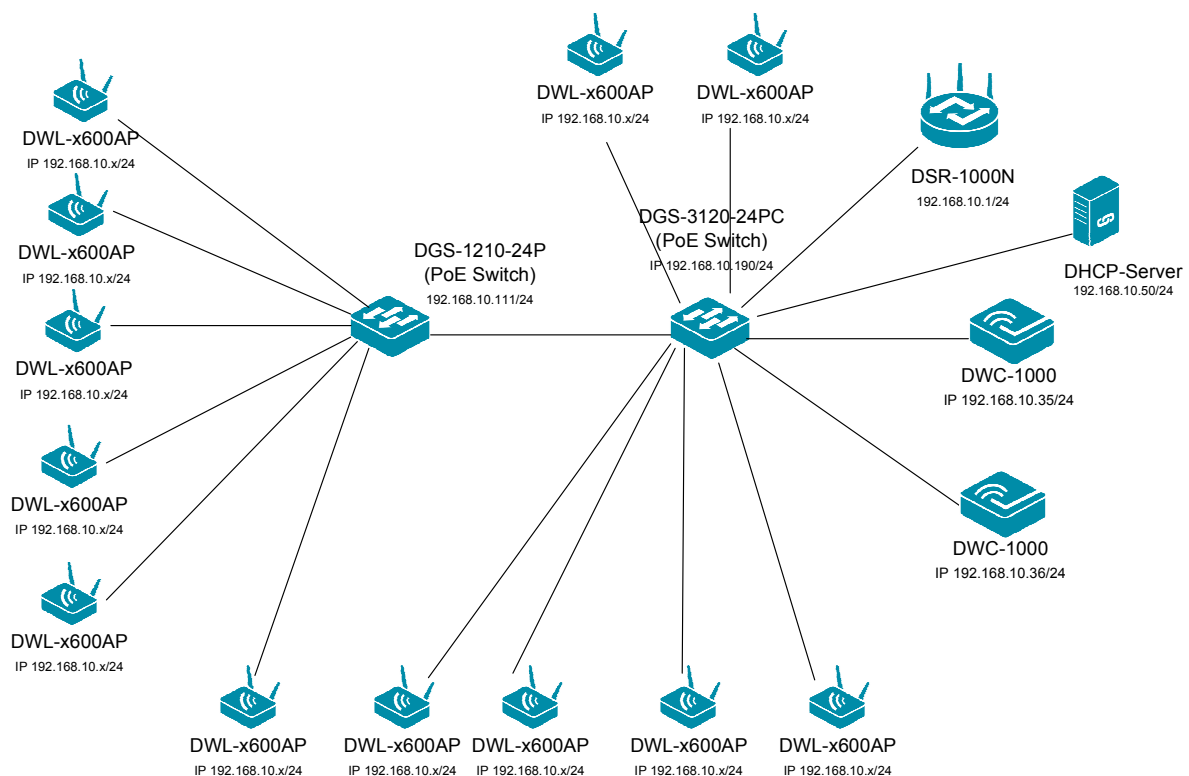 DWL-x600AP
IP 192.168.10.x/24
DWL-x600AP
IP 192.168.10.x/24
DWL-x600AP
IP 192.168.10.x/24
DSR-1000N
192.168.10.1/24
DWL-x600AP
IP 192.168.10.x/24
DGS-1210-24P
(PoE Switch)
192.168.10.111/24
DGS-3120-24PC
(PoE Switch)
IP 192.168.10.190/24
DHCP-Server
192.168.10.50/24
DWL-x600AP
IP 192.168.10.x/24
DWC-1000
IP 192.168.10.35/24
DWL-x600AP
IP 192.168.10.x/24
DWC-1000
IP 192.168.10.36/24
DWL-x600AP
IP 192.168.10.x/24
DWL-x600AP
IP 192.168.10.x/24
DWL-x600AP
IP 192.168.10.x/24
DWL-x600AP
IP 192.168.10.x/24
DWL-x600AP
IP 192.168.10.x/24
DWL-x600AP
IP 192.168.10.x/24